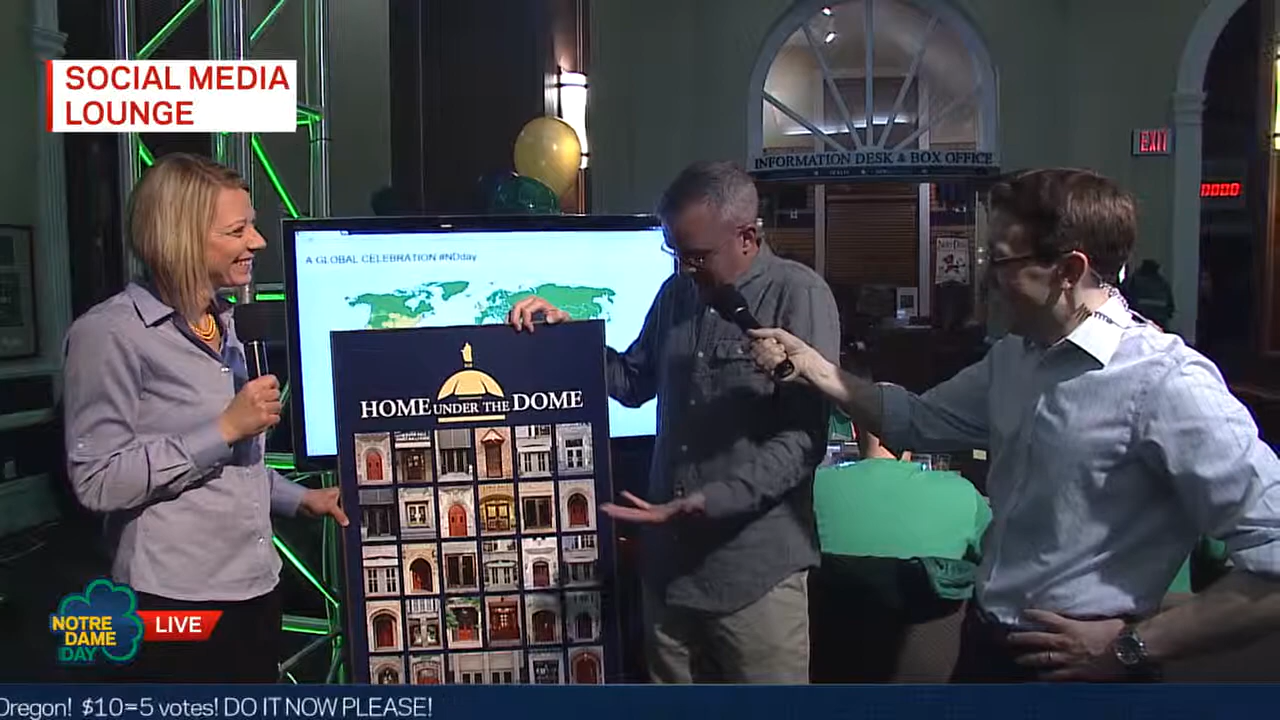 SOCIAL MEDIA
LOUNGE
INFORMATION DESK & BOX OFFICE
EXIT
A GLOBAL CELEBRATION #NDday
HOME UNDER THE DOME
NOTRE
DAME
DAY
LIVE
Oregon! $10=5 votes! DO IT NOW PLEASE!